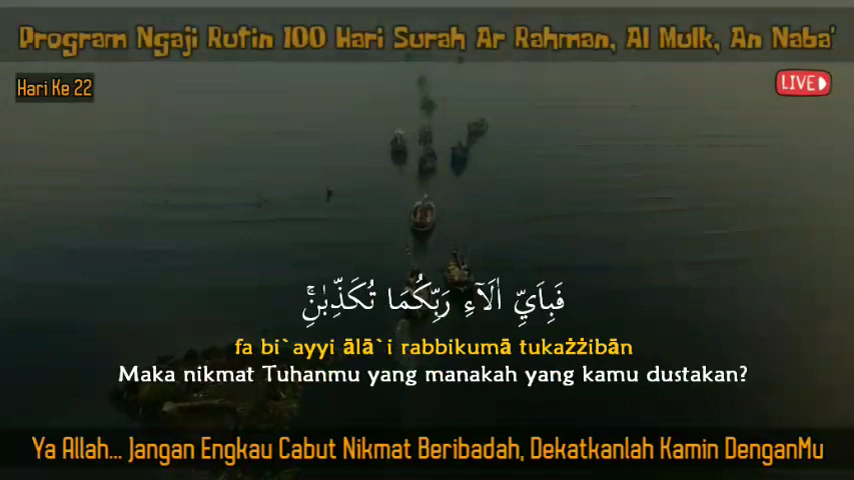 Program Ngaji Rutin 100 Hari Surah Ar Rahman, Al Mulk, An Naba'
Hari Ke 22
LIVE
فَبِاَيِّ اٰلَاۤءِ رَبِّكُمَا تُكَذِّبٰنِۚ
fa bi`ayyi ālā`i rabbikumā tukażżibān
Maka nikmat Tuhanmu yang manakah yang kamu dustakan?
Ya Allah... Jangan Engkau Cabut Nikmat Beribadah, Dekatkanlah Kamin DenganMu